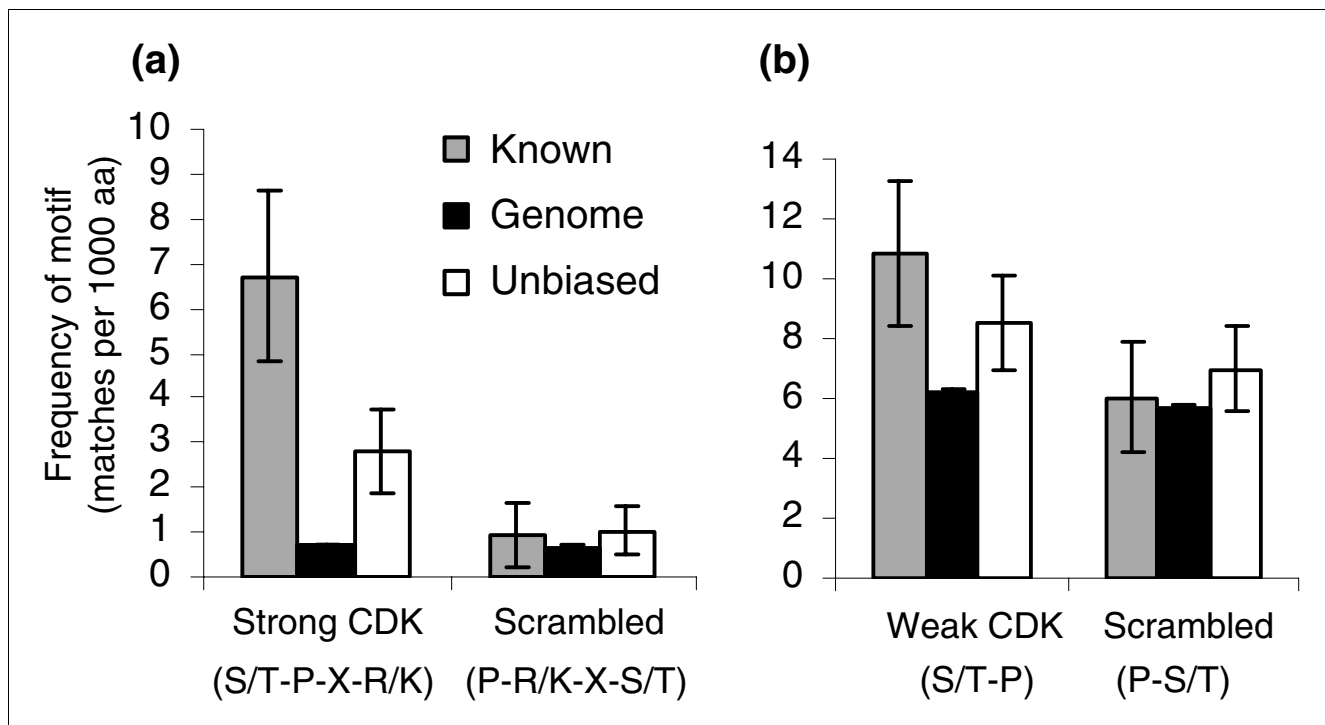 (a)
Frequency of motif
(matches per 1000 aa)
10
9
8
7
6
5
4
3
2
1
0
Known
Genome
Unbiased
Strong CDK
(S/T-P-X-R/K)
Scrambled
(P-R/K-X-S/T)
(b)
14
12
10
8
6
4
2
0
Weak CDK
(S/T-P)
Scrambled
(P-S/T)